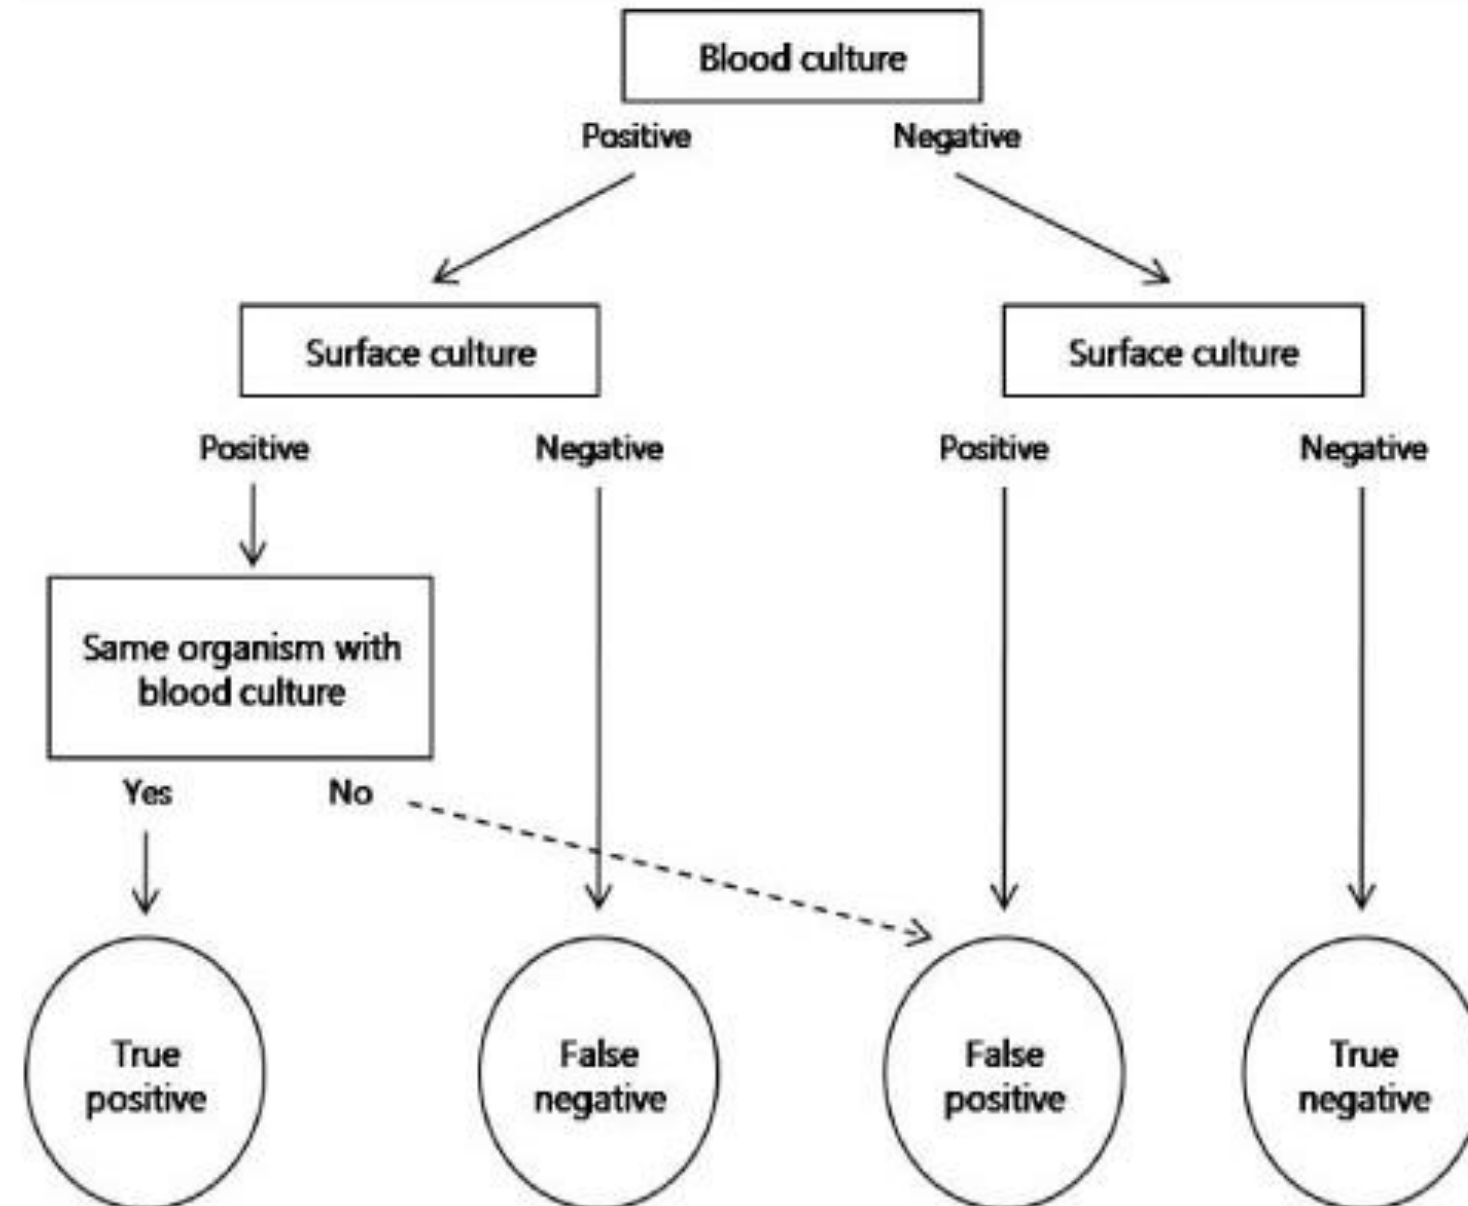 Blood culture
Positive
Negative
Surface culture
Surface culture
Positive
Negative
Positive
Negative
Same organism with
blood culture
Yes
No
True
positive
False
negative
False
positive
True
negative